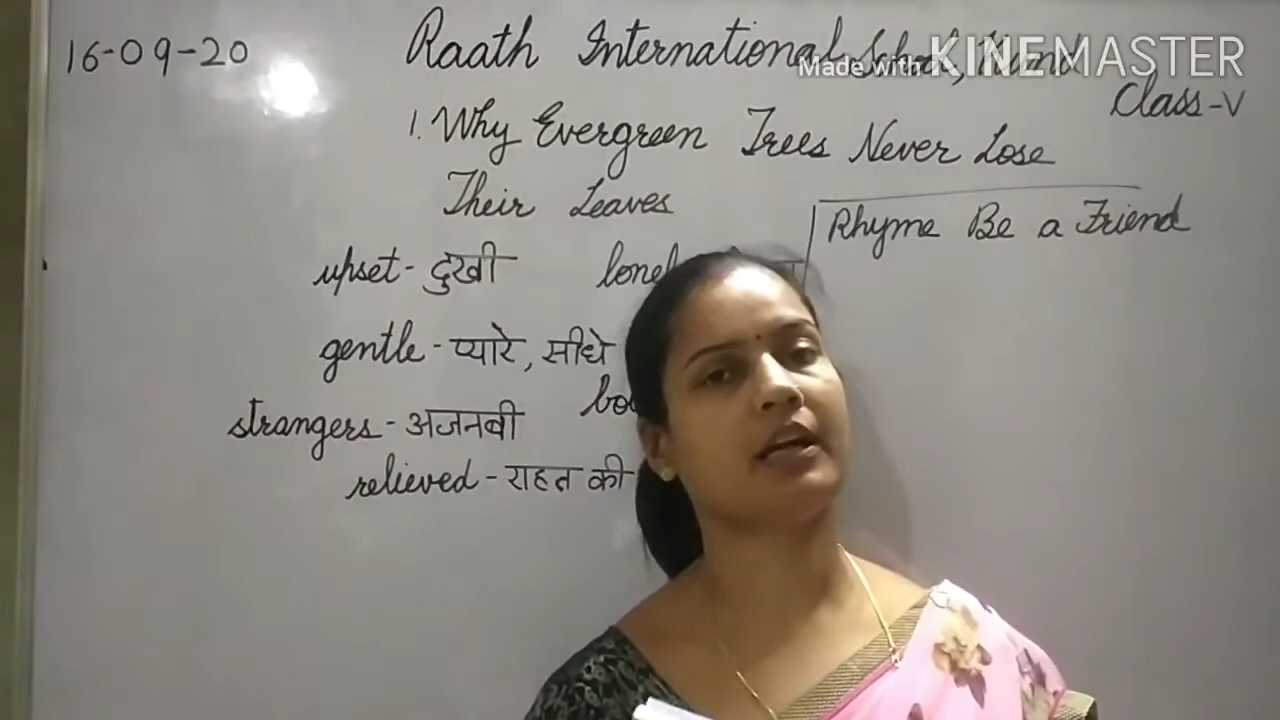 16-09-20
Raath International School,
Made with KINEMASTER
Class-V
1. Why Evergreen Trees Never Lose
Their Leaves
Rhyme Be a Friend
upset - दुखी
gentle - प्यारे, सीधे
strangers - अजनबी
relieved - राहत की